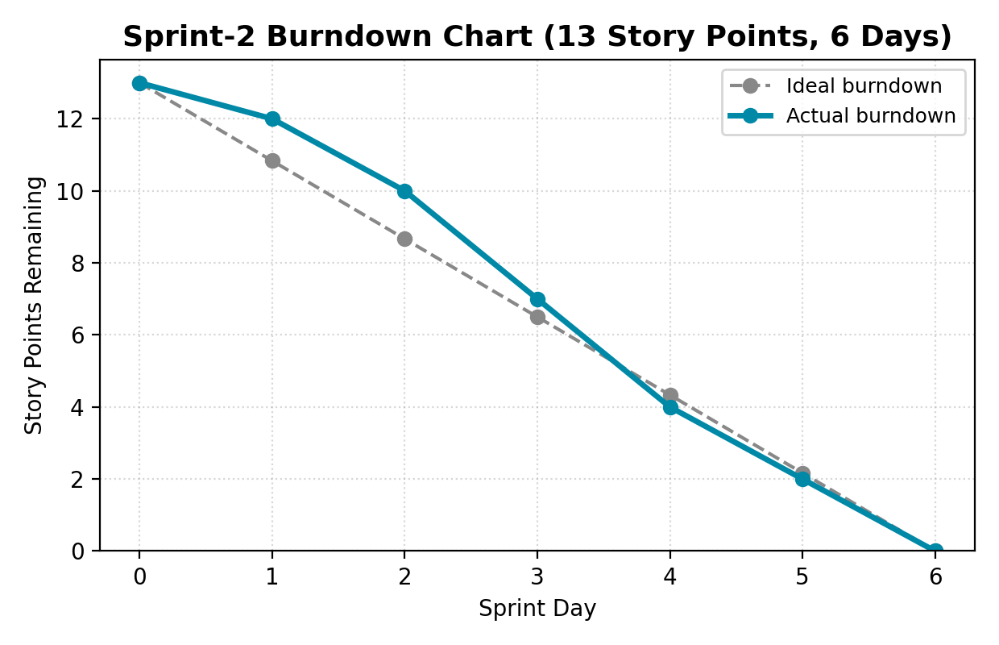 Sprint-2 Burndown Chart (13 Story Points, 6 Days)
Ideal burndown
Actual burndown
Story Points Remaining
12
10
8
6
4
2
0
0 1 2 3 4 5 6
Sprint Day